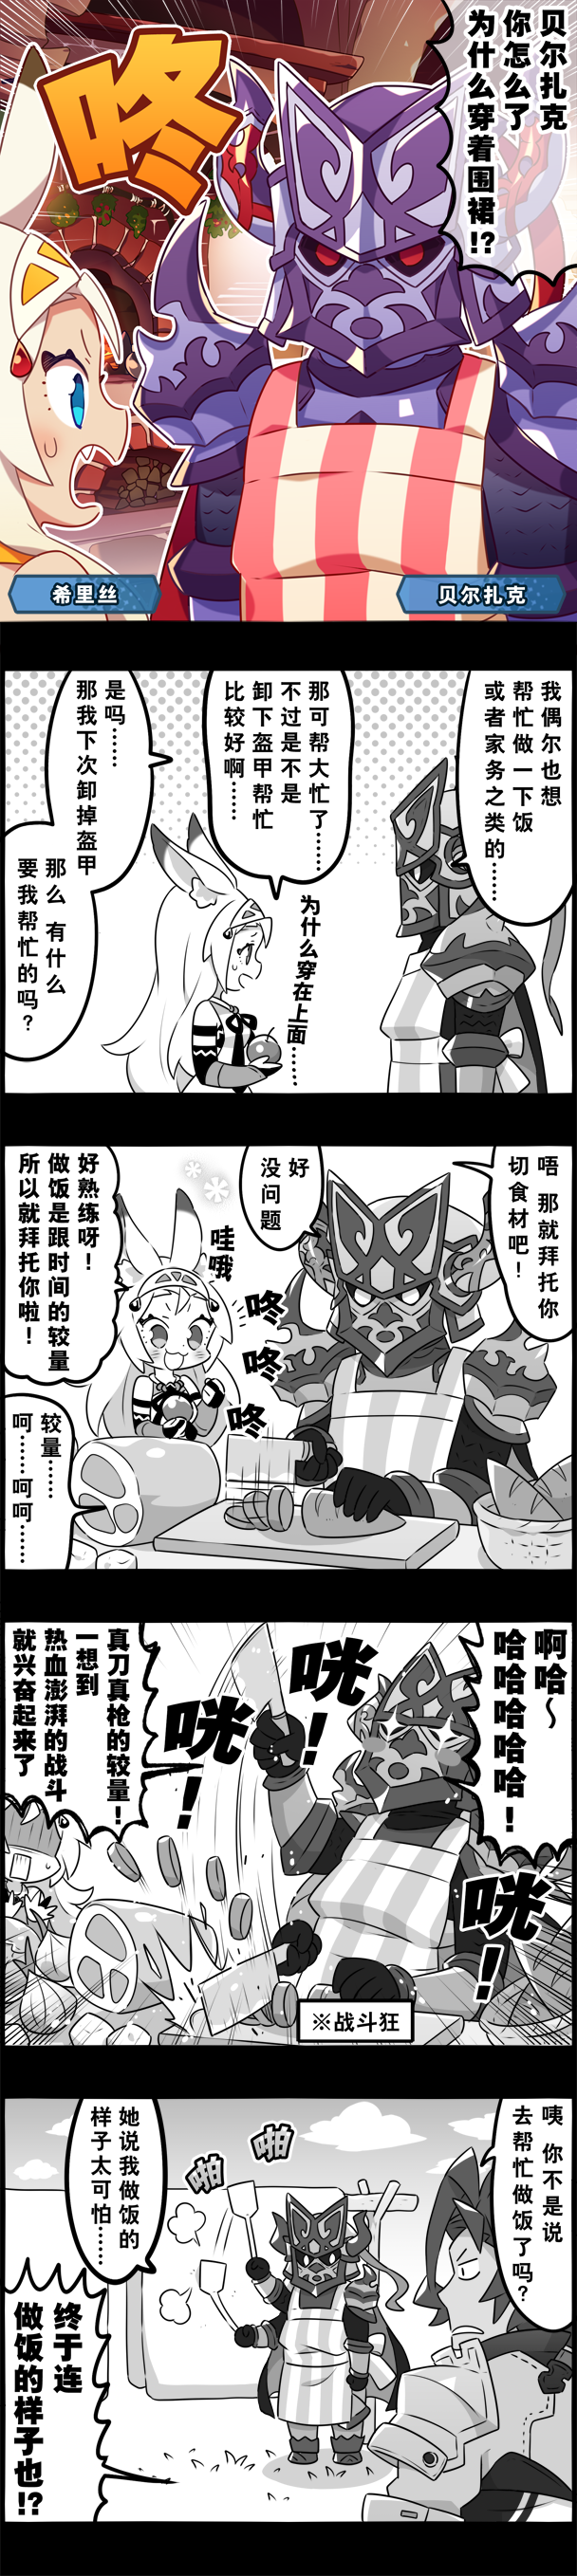 贝尔扎克
你怎么了
为什么穿着围裙!?
咚
希里丝
贝尔扎克
我偶尔也想
帮忙做一下饭
或者家务之类的……
那可帮大忙了……
不过是不是
卸下盔甲帮忙
比较好啊……
为什么穿在上面……
是吗……
那我下次卸掉盔甲
那么 有什么
要我帮忙的吗?
唔 那就拜托你
切食材吧!
好
没问题
哇哦
咚
咚
咚
好熟练呀!
做饭是跟时间的较量
所以就拜托你啦!
较量……
呵……呵呵……
啊哈~
哈哈哈哈哈!
咣!
咣!
咣!
真刀真枪的较量!
一想到
热血澎湃的战斗
就兴奋起来了
※战斗狂
咦 你不是说
去帮忙做饭了吗?
啪
啪
她说我做饭的
样子太可怕……
终于连
做饭的样子也!?